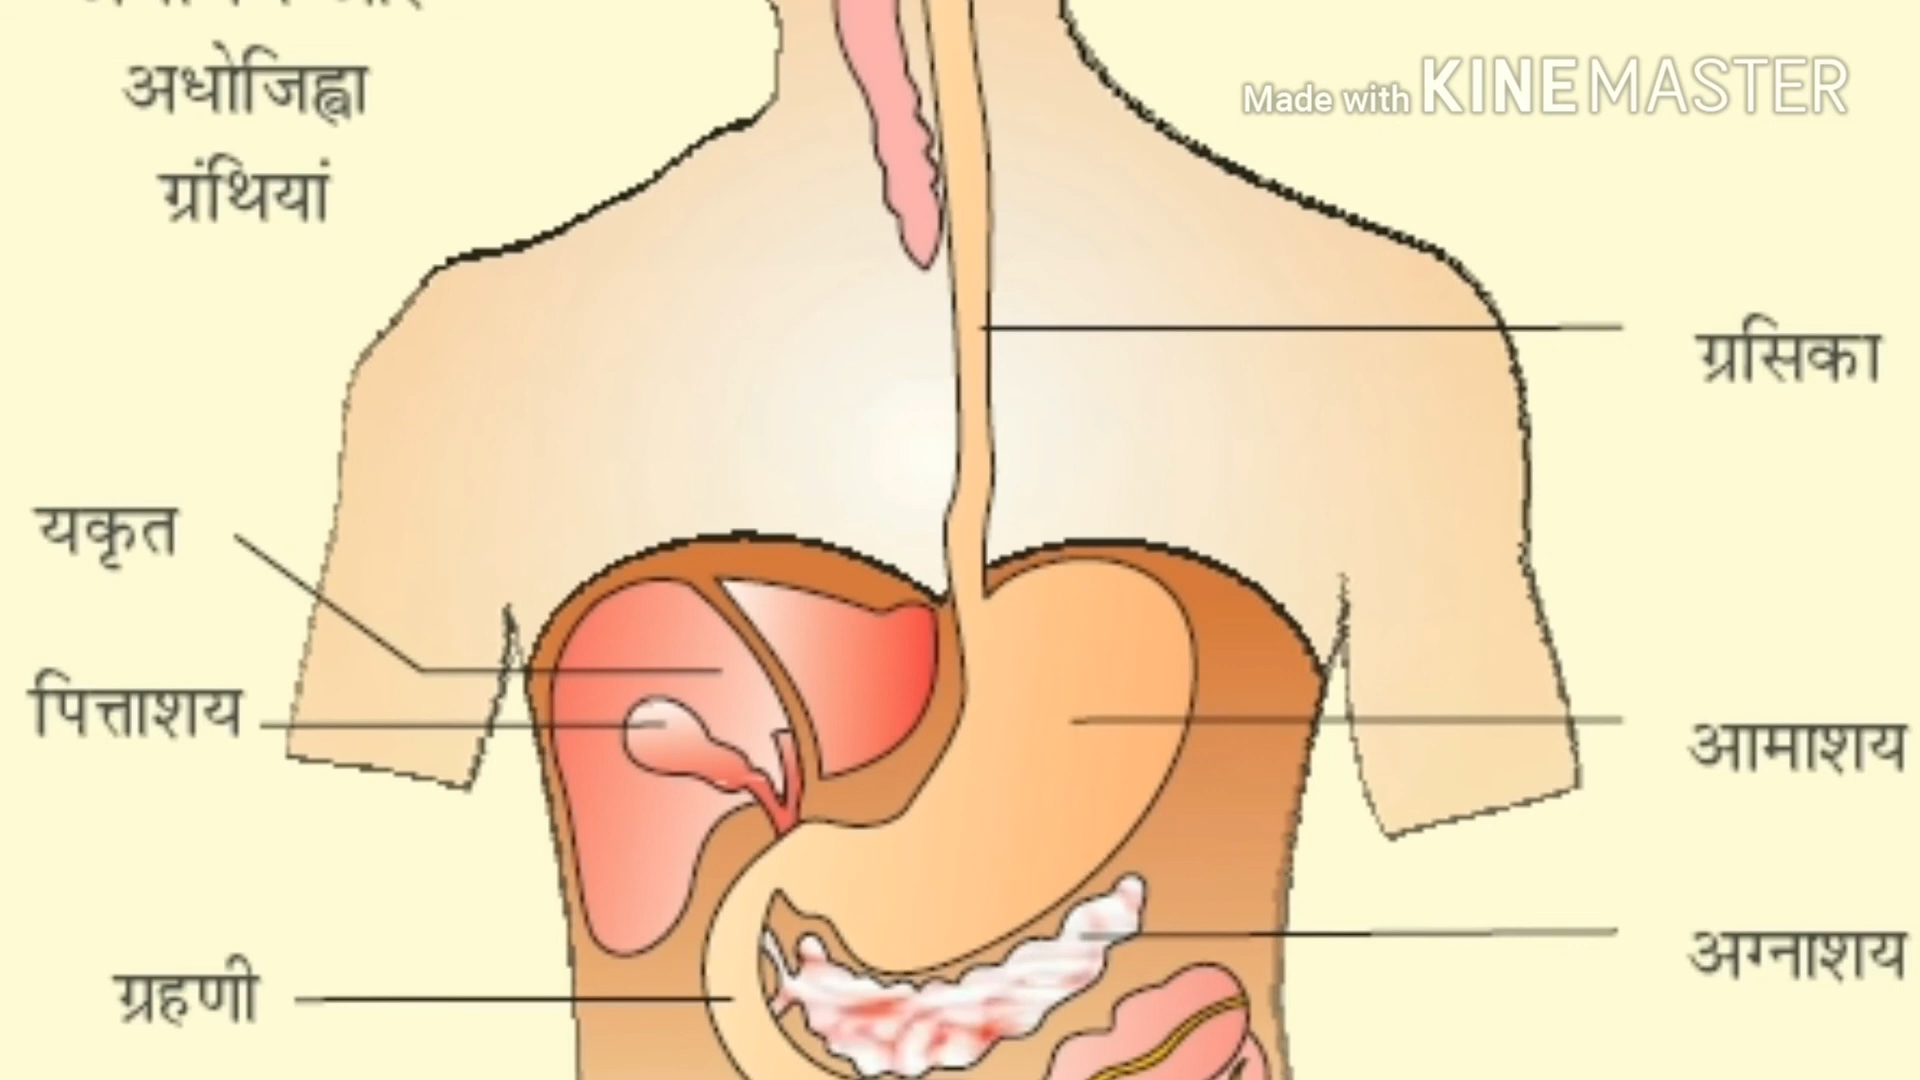 अधोजिह्वा
ग्रंथियां
Made with KINEMASTER
ग्रसिका
यकृत
पित्ताशय
आमाशय
अग्नाशय
ग्रहणी